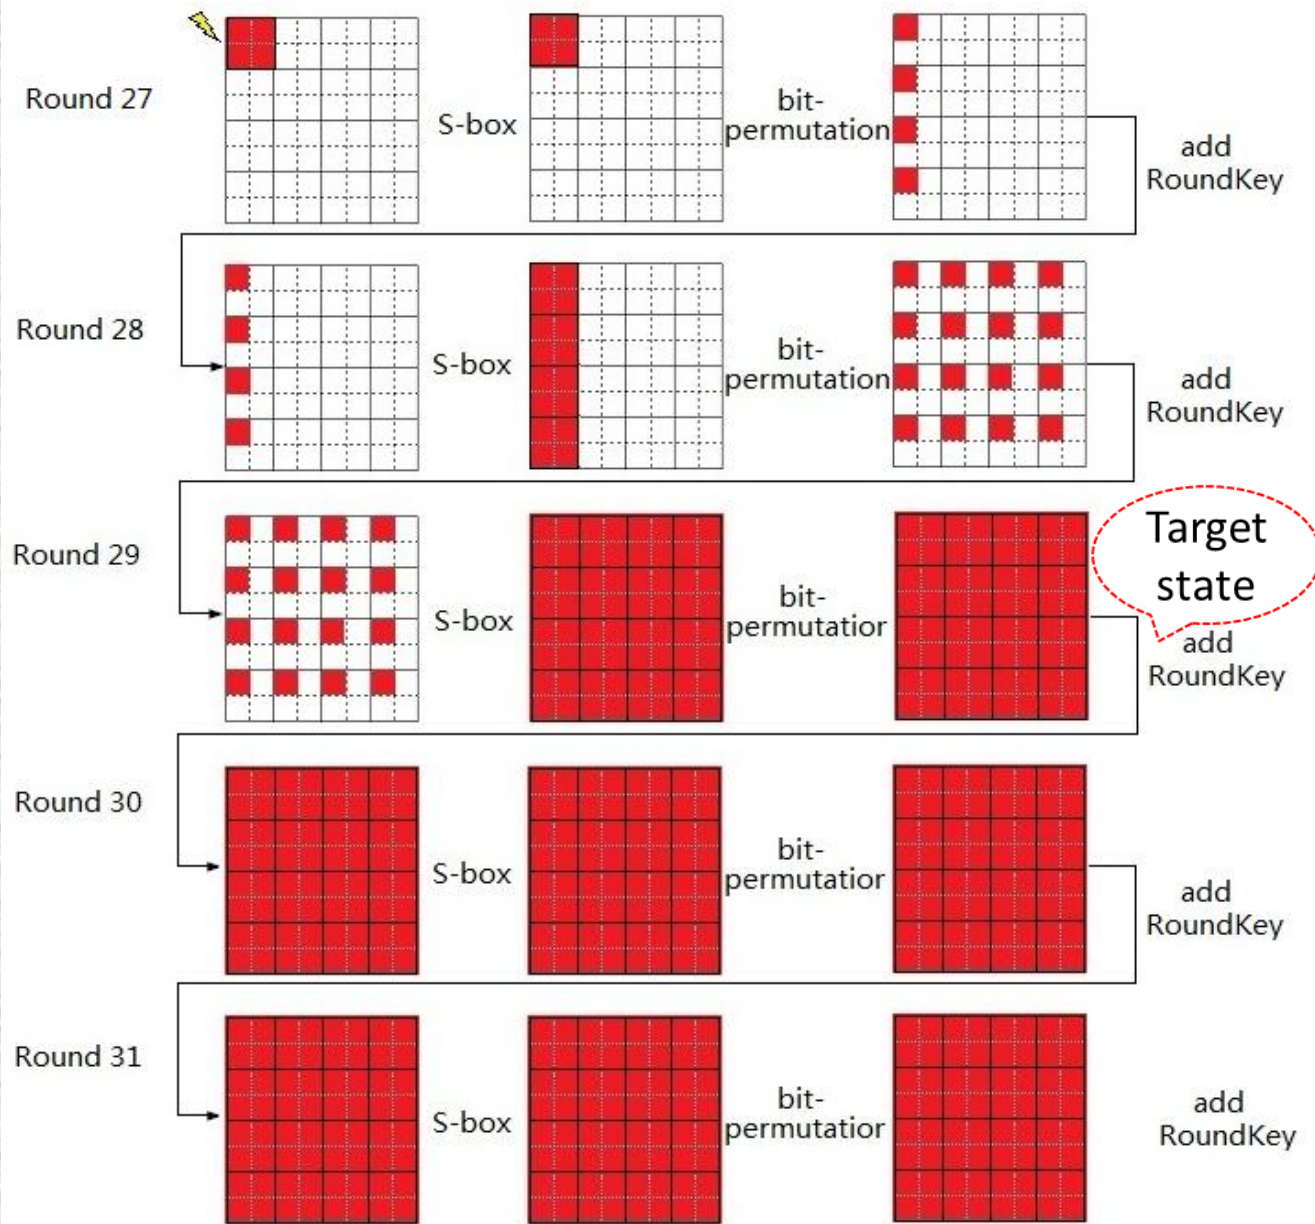 Round 27
S-box
bit-
permutation
add
RoundKey
Round 28
S-box
bit-
permutation
add
RoundKey
Target
state
Round 29
S-box
bit-
permutatior
add
RoundKey
Round 30
S-box
bit-
permutatior
add
RoundKey
Round 31
S-box
bit-
permutatior
add
RoundKey